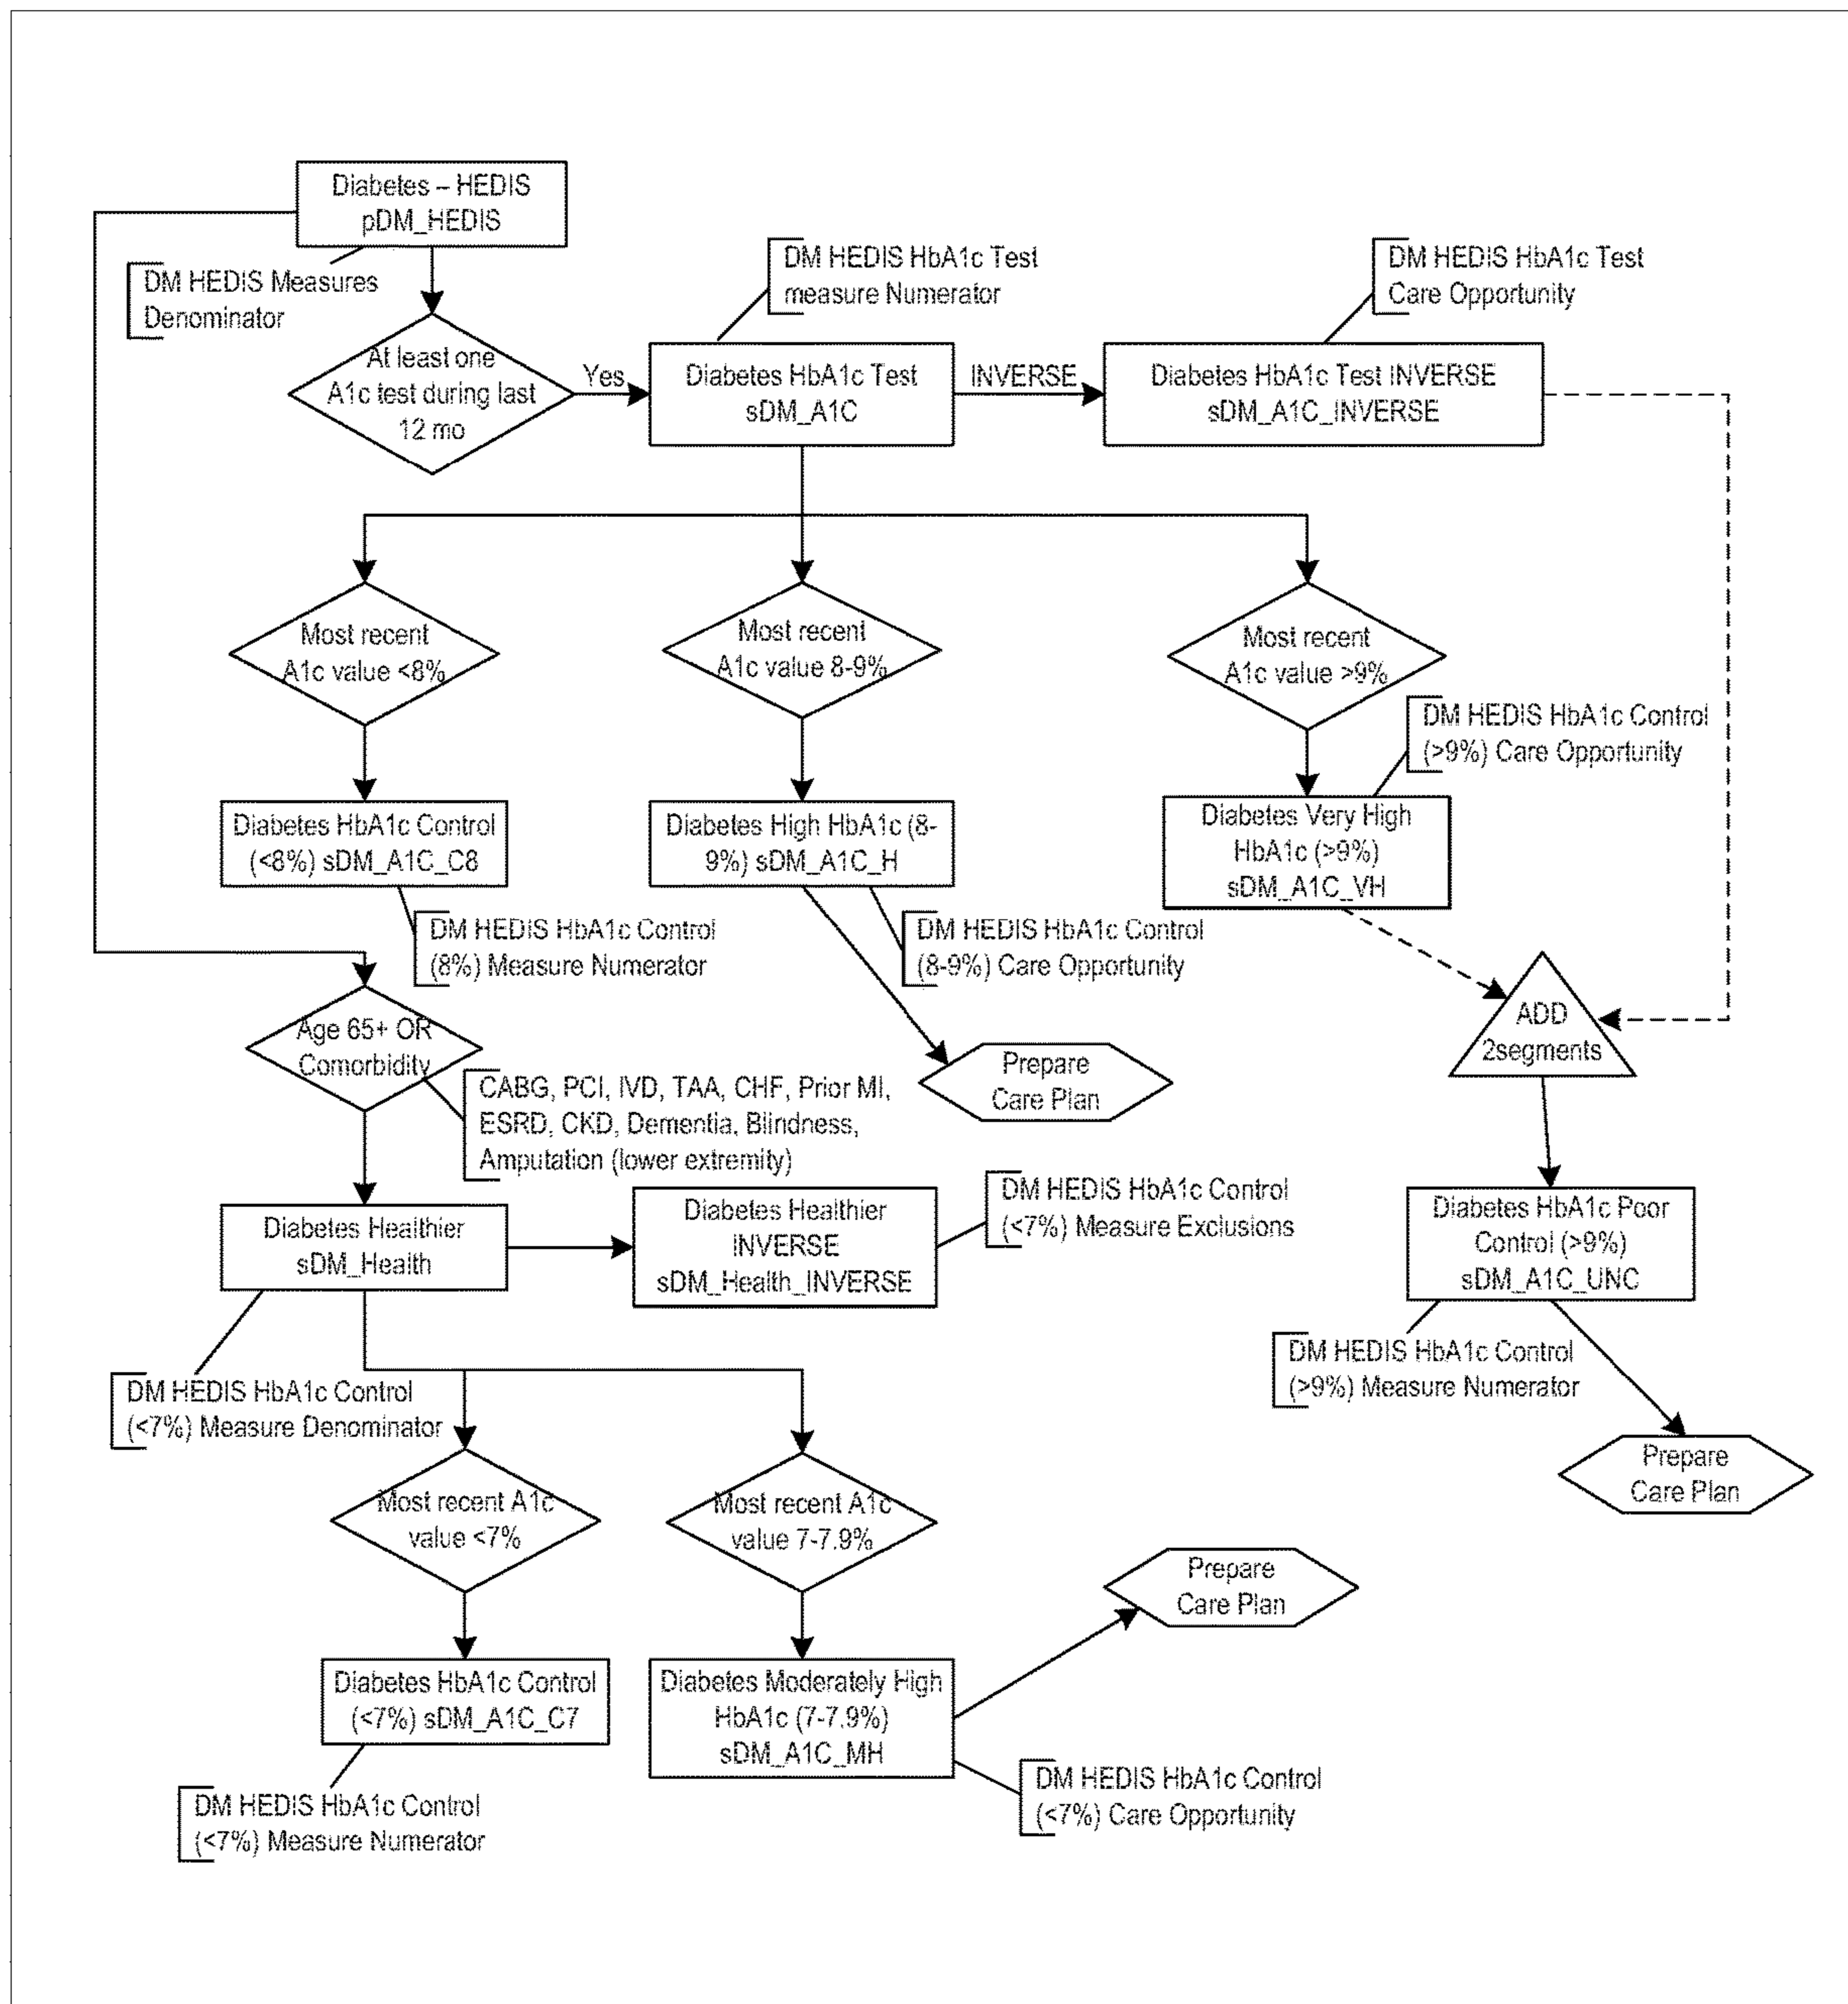 Diabetes – HEDIS
pDM_HEDIS
DM HEDIS Measures
Denominator
At least one
A1c test during last
12 mo
Yes
DM HEDIS HbA1c Test
measure Numerator
Diabetes HbA1c Test
sDM_A1C
INVERSE
DM HEDIS HbA1c Test
Care Opportunity
Diabetes HbA1c Test INVERSE
sDM_A1C_INVERSE
Most recent
A1c value <8%
Most recent
A1c value 8-9%
Most recent
A1c value >9%
DM HEDIS HbA1c Control
(>9%) Care Opportunity
Diabetes HbA1c Control
(<8%) sDM_A1C_C8
Diabetes High HbA1c (8-
9%) sDM_A1C_H
Diabetes Very High
HbA1c (>9%)
sDM_A1C_VH
DM HEDIS HbA1c Control
(8%) Measure Numerator
DM HEDIS HbA1c Control
(8-9%) Care Opportunity
ADD
2segments
Age 65+ OR
Comorbidity
CABG, PCI, IVD, TAA, CHF, Prior MI,
ESRD, CKD, Dementia, Blindness,
Amputation (lower extremity)
Prepare
Care Plan
Diabetes Healthier
sDM_Health
Diabetes Healthier
INVERSE
sDM_Health_INVERSE
DM HEDIS HbA1c Control
(<7%) Measure Exclusions
Diabetes HbA1c Poor
Control (>9%)
sDM_A1C_UNC
DM HEDIS HbA1c Control
(>9%) Measure Numerator
Prepare
Care Plan
DM HEDIS HbA1c Control
(<7%) Measure Denominator
Most recent A1c
value <7%
Most recent A1c
value 7-7.9%
Prepare
Care Plan
Diabetes HbA1c Control
(<7%) sDM_A1C_C7
Diabetes Moderately High
HbA1c (7-7.9%)
sDM_A1C_MH
DM HEDIS HbA1c Control
(<7%) Measure Numerator
DM HEDIS HbA1c Control
(<7%) Care Opportunity